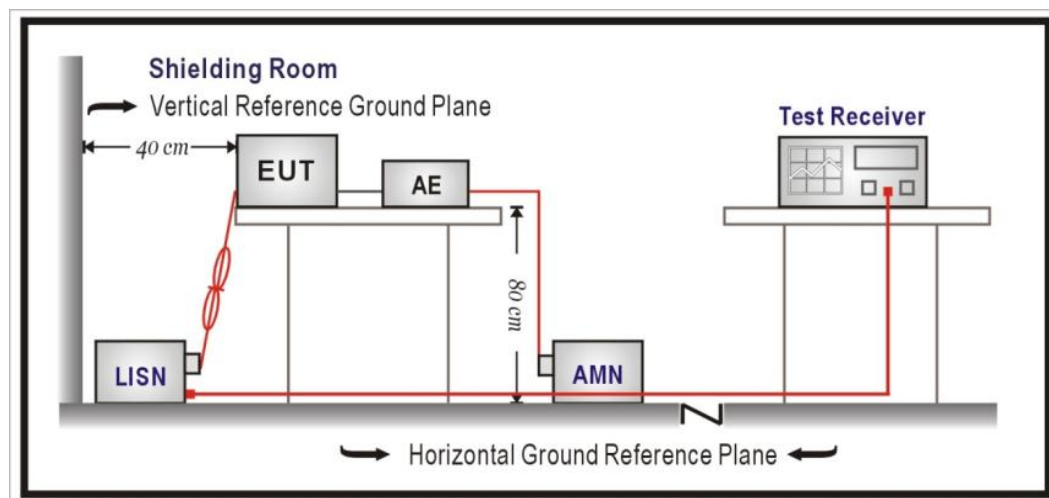 Shielding Room
Vertical Reference Ground Plane
Test Receiver
40 cm
EUT
AE
80 cm
LISN
AMN
Horizontal Ground Reference Plane